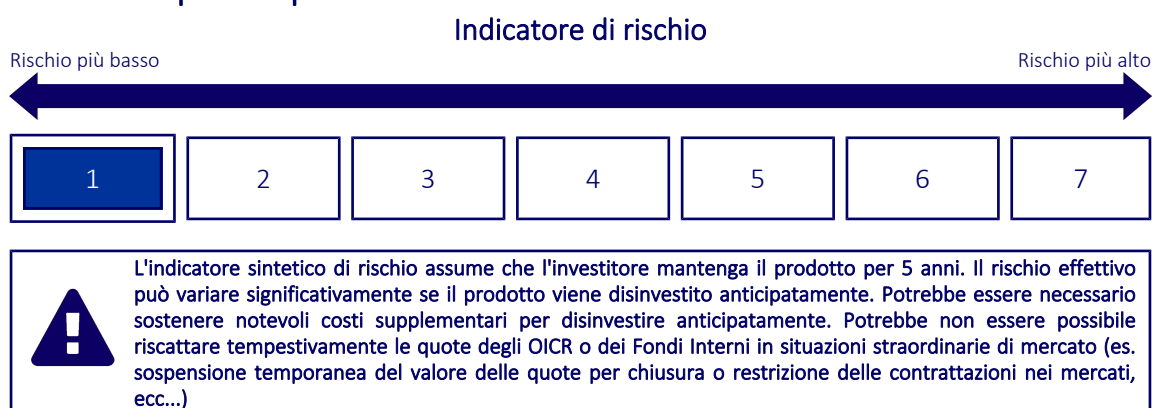 Indicatore di rischio
Rischio più basso
Rischio più alto
1
2
3
4
5
6
7
L'indicatore sintetico di rischio assume che l'investitore mantenga il prodotto per 5 anni. Il rischio effettivo
può variare significativamente se il prodotto viene disinvestito anticipatamente. Potrebbe essere necessario
sostenere notevoli costi supplementari per disinvestire anticipatamente. Potrebbe non essere possibile
riscattare tempestivamente le quote degli OICR o dei Fondi Interni in situazioni straordinarie di mercato (es.
sospensione temporanea del valore delle quote per chiusura o restrizione delle contrattazioni nei mercati,
ecc...)